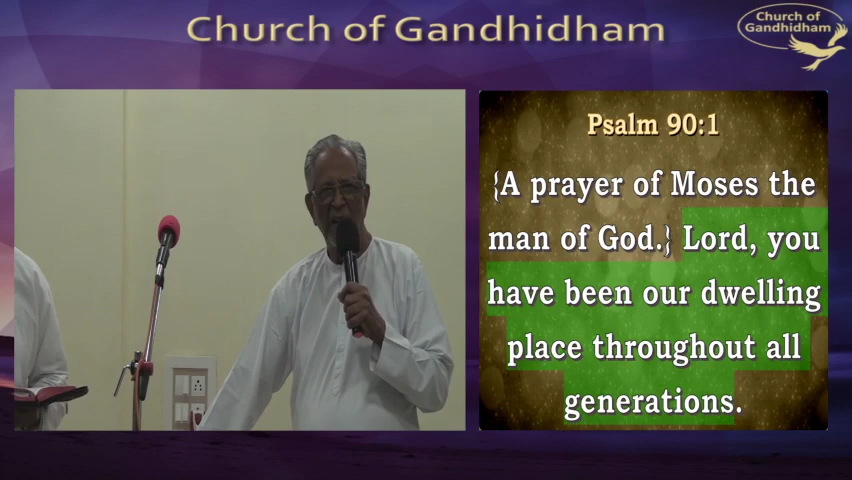 Church of Gandhidham
Church of
Gandhidham
Psalm 90:1
{A prayer of Moses the
man of God.} Lord, you
have been our dwelling
place throughout all
generations.